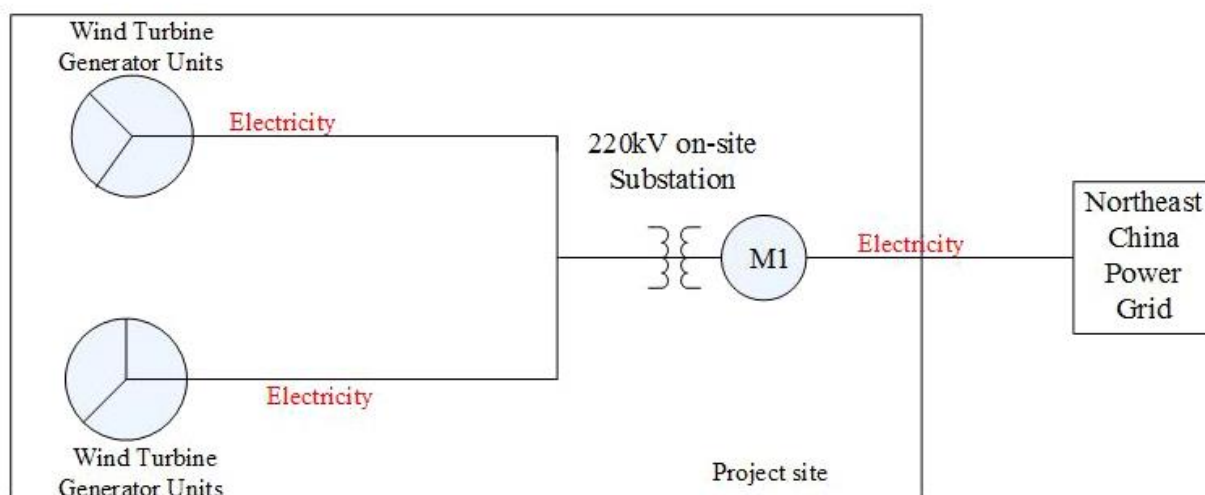 Wind Turbine
Generator Units
Electricity
220kV on-site
Substation
M1
Electricity
Northeast
China
Power
Grid
Electricity
Wind Turbine
Generator Units
Project site